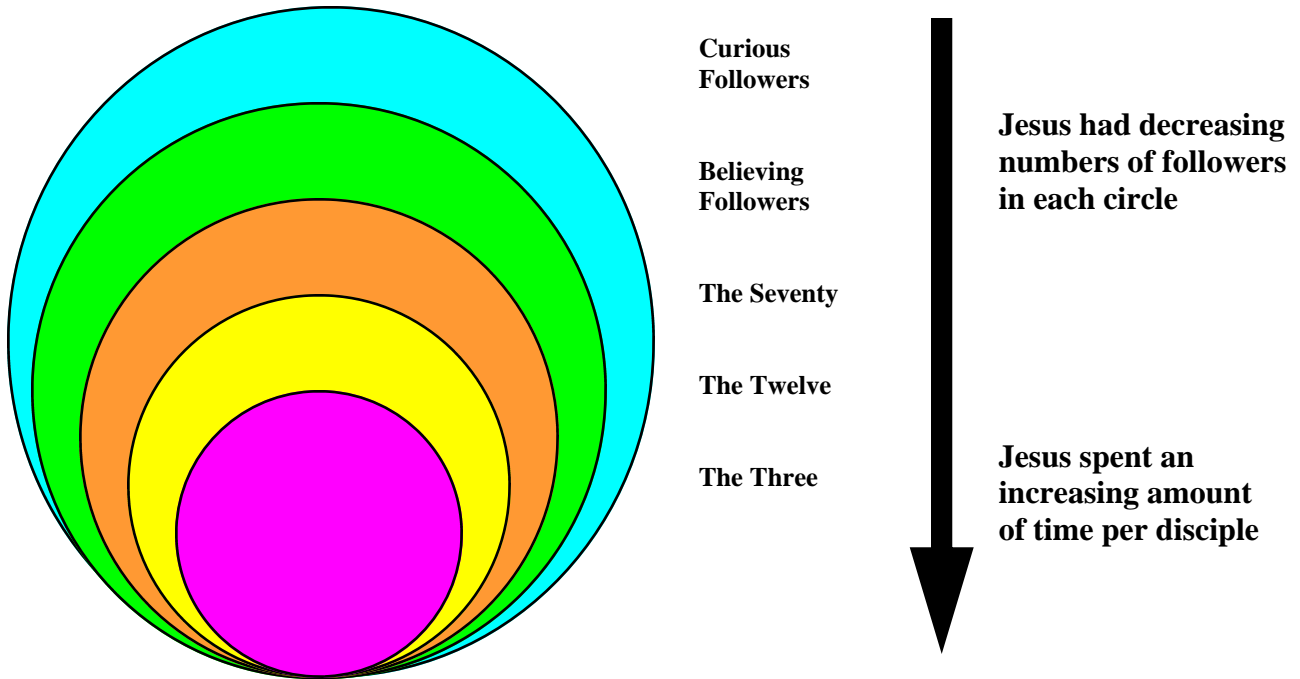 Curious
Followers
Believing
Followers
The Seventy
The Twelve
The Three
Jesus had decreasing
numbers of followers
in each circle
Jesus spent an
increasing amount
of time per disciple